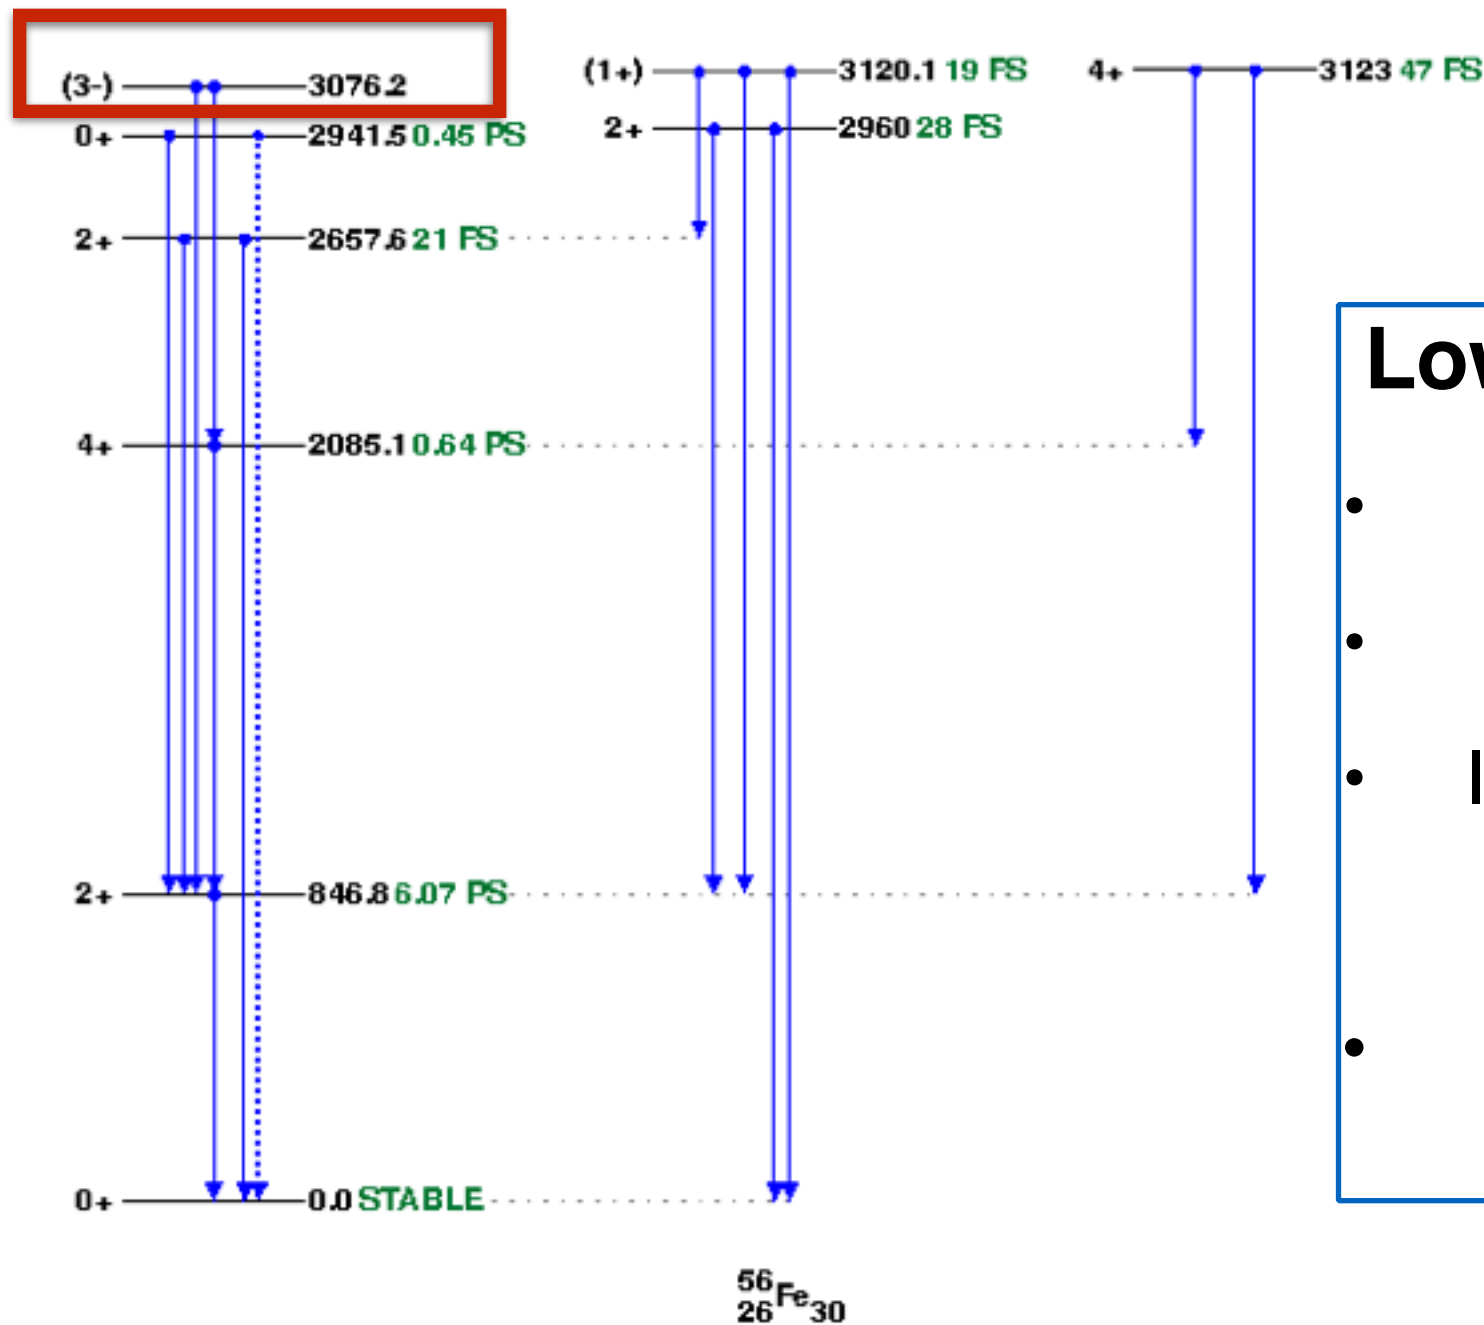 (3-) 3076.2
0+ 2941.5 0.45 PS
2+ 2657.6 21 FS
4+ 2085.1 0.64 PS
2+ 846.8 6.07 PS
0+ 0.0 STABLE
(1+) 3120.1 19 FS
2+ 2960 28 FS
4+ 3123 47 FS
56
26 Fe 30
•
•
•
•